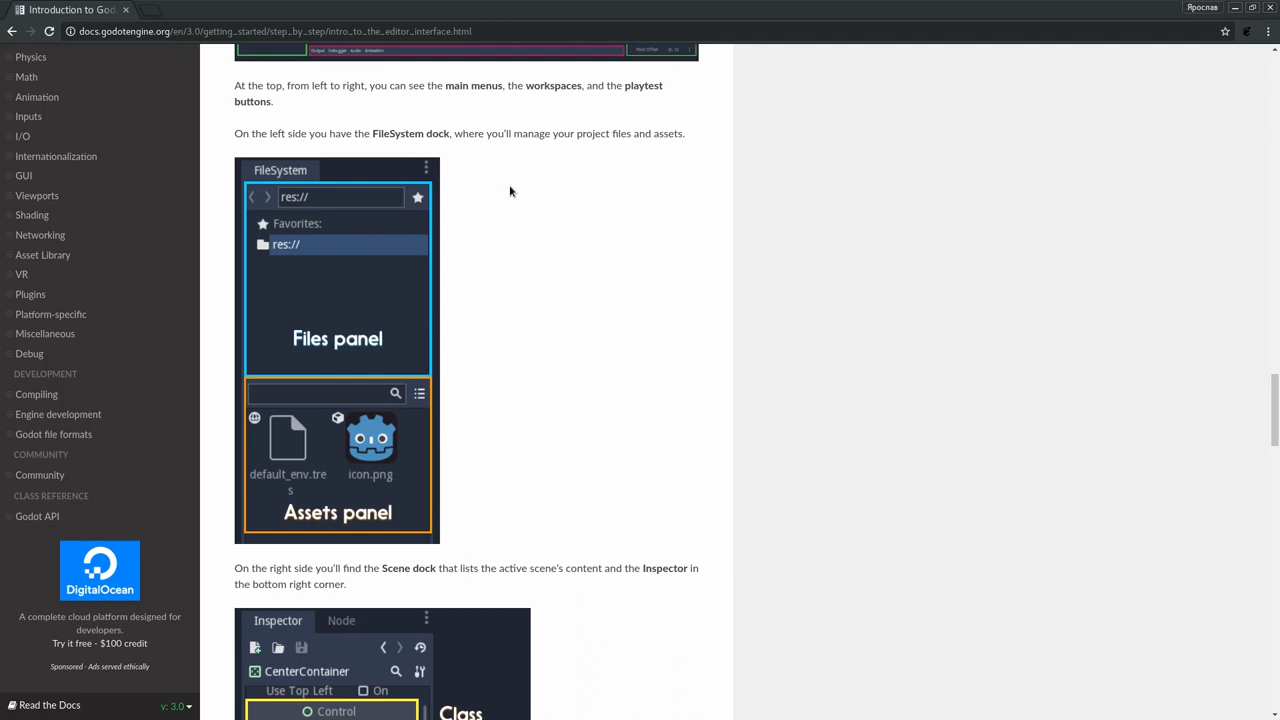 Introduction to God
Ярослав
docs.godotengine.org/en/3.0/getting_started/step_by_step/intro_to_the_editor_interface.html
Physics
Math
Animation
Inputs
I/O
Internationalization
GUI
Viewports
Shading
Networking
Asset Library
VR
Plugins
Platform-specific
Miscellaneous
Debug
DEVELOPMENT
Compiling
Engine development
Godot file formats
COMMUNITY
Community
CLASS REFERENCE
Godot API
DigitalOcean
A complete cloud platform designed for
developers.
Try it free - $100 credit
Sponsored · Ads served ethically
Read the Docs
v: 3.0
Output Debugger Audio Animation
At the top, from left to right, you can see the main menus, the workspaces, and the playtest
buttons.
On the left side you have the FileSystem dock, where you'll manage your project files and assets.
FileSystem
res://
Favorites:
res://
Files panel
default_env.tre
s
icon.png
Assets panel
On the right side you'll find the Scene dock that lists the active scene's content and the Inspector in
the bottom right corner.
Inspector Node
CenterContainer
Use Top Left On
Control
Class